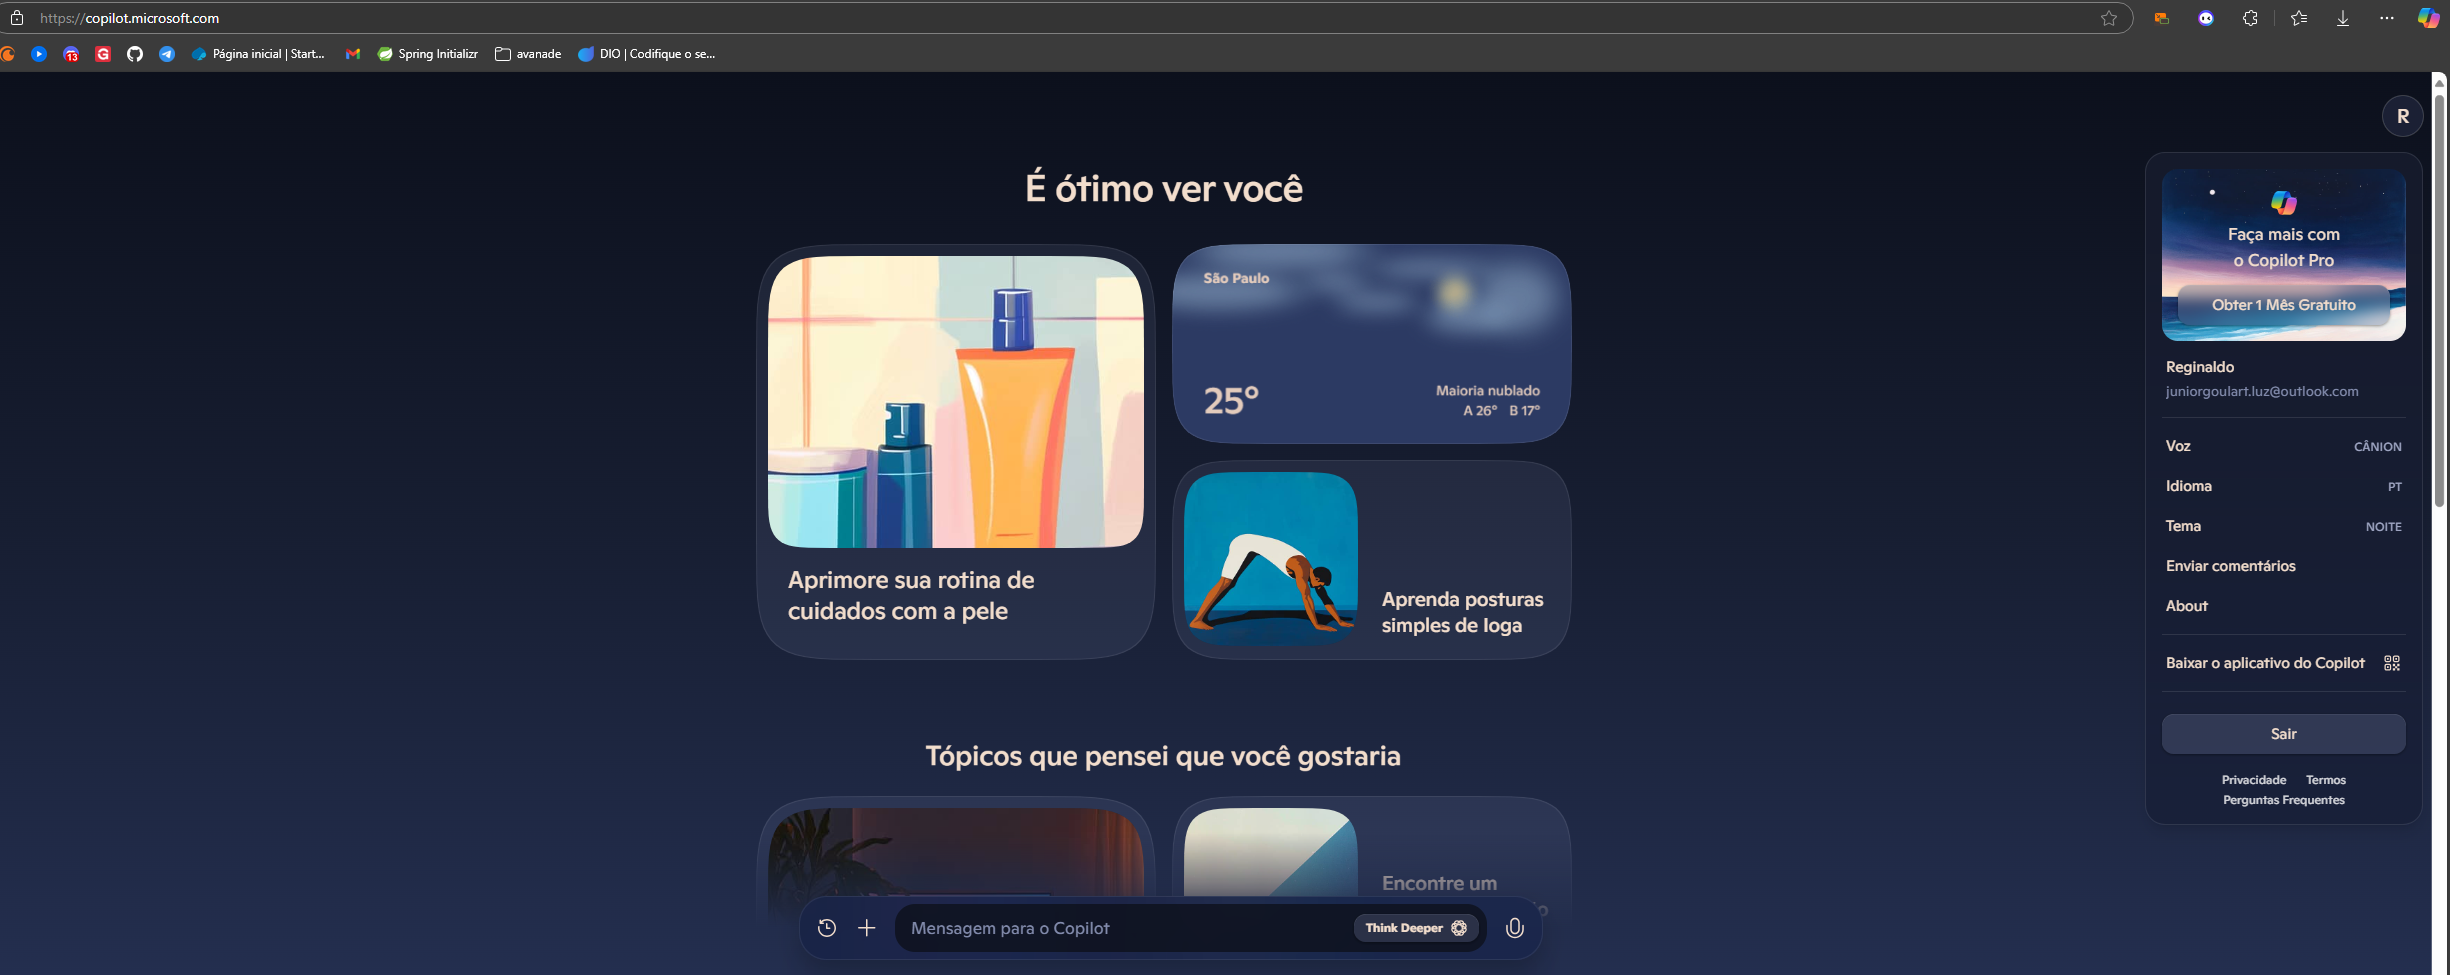 https://copilot.microsoft.com
13
G
Página inicial | Start...
Spring Initializr
avanade
DIO | Codifique o se...
R
É ótimo ver você
Aprimore sua rotina de
cuidados com a pele
São Paulo
25°
Maioria nublado
A 26° B 17°
Aprenda posturas
simples de Ioga
Tópicos que pensei que você gostaria
Encontre um
Mensagem para o Copilot
Think Deeper
Faça mais com
o Copilot Pro
Obter 1 Mês Gratuito
Reginaldo
juniorgoulart.luz@outlook.com
Voz CÂNION
Idioma PT
Tema NOITE
Enviar comentários
About
Baixar o aplicativo do Copilot
Sair
Privacidade Termos
Perguntas Frequentes